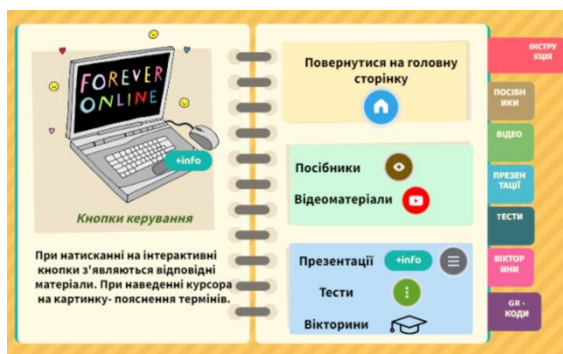 FOREVER
ONLINE
+info
Кнопки керування
При натисканні на інтерактивні
кнопки з'являються відповідні
матеріали. При наведенні курсора
на картинку- пояснення термінів.
Повернутися на головну
сторінку
Посібники
Відеоматеріали
Презентації +info
Тести
Вікторини
ІНСТРУ
КЦІЯ
ПОСІБН
ИКИ
ВІДЕО
ПРЕЗЕН
ТАЦІЇ
ТЕСТИ
ВІКТОР
ИНИ
GR -
КОДИ